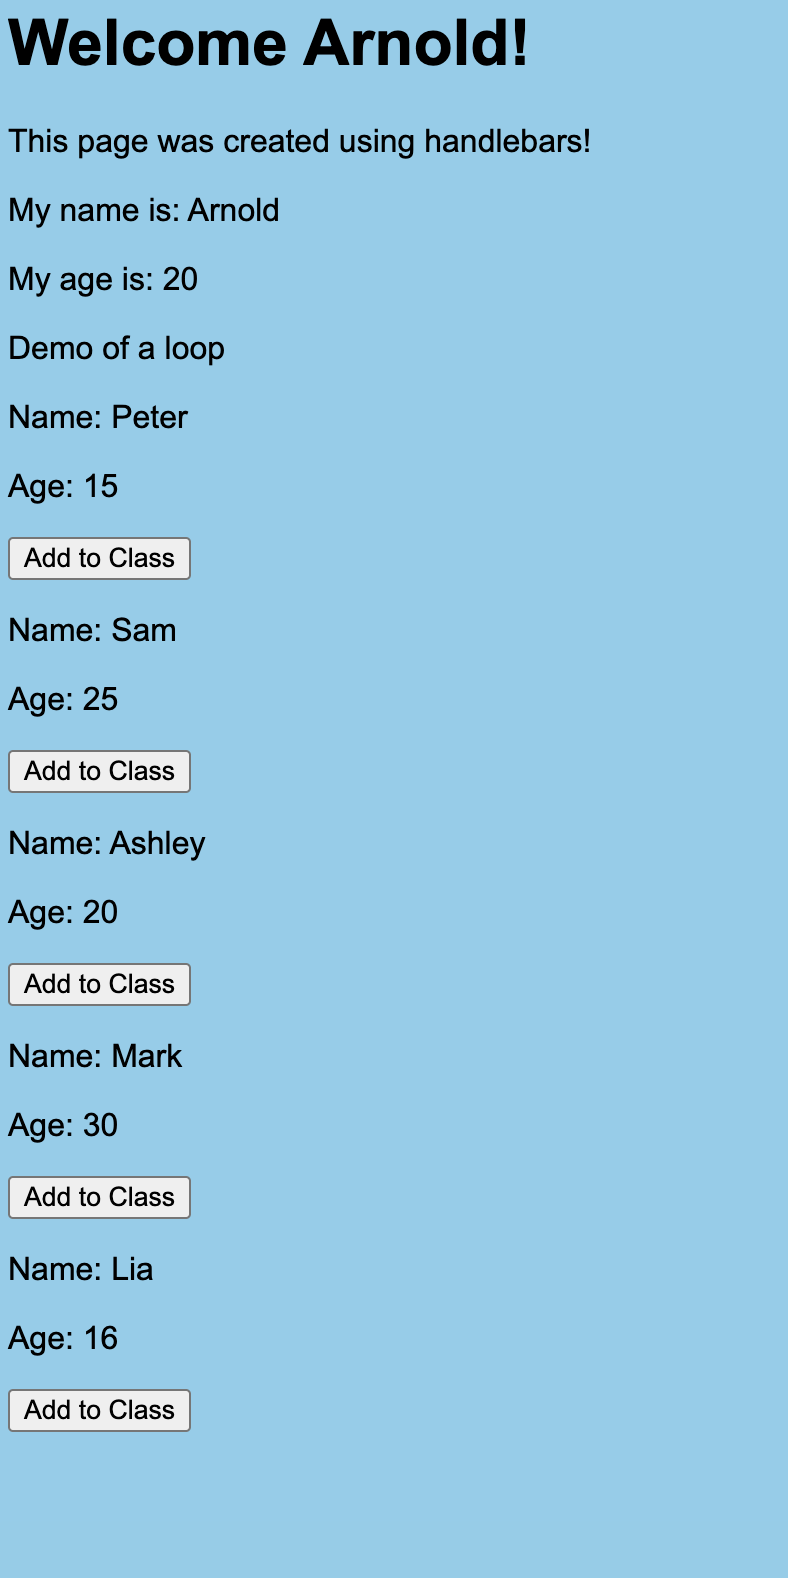 Welcome Arnold!
This page was created using handlebars!
My name is: Arnold
My age is: 20
Demo of a loop
Name: Peter
Age: 15
Add to Class
Name: Sam
Age: 25
Add to Class
Name: Ashley
Age: 20
Add to Class
Name: Mark
Age: 30
Add to Class
Name: Lia
Age: 16
Add to Class